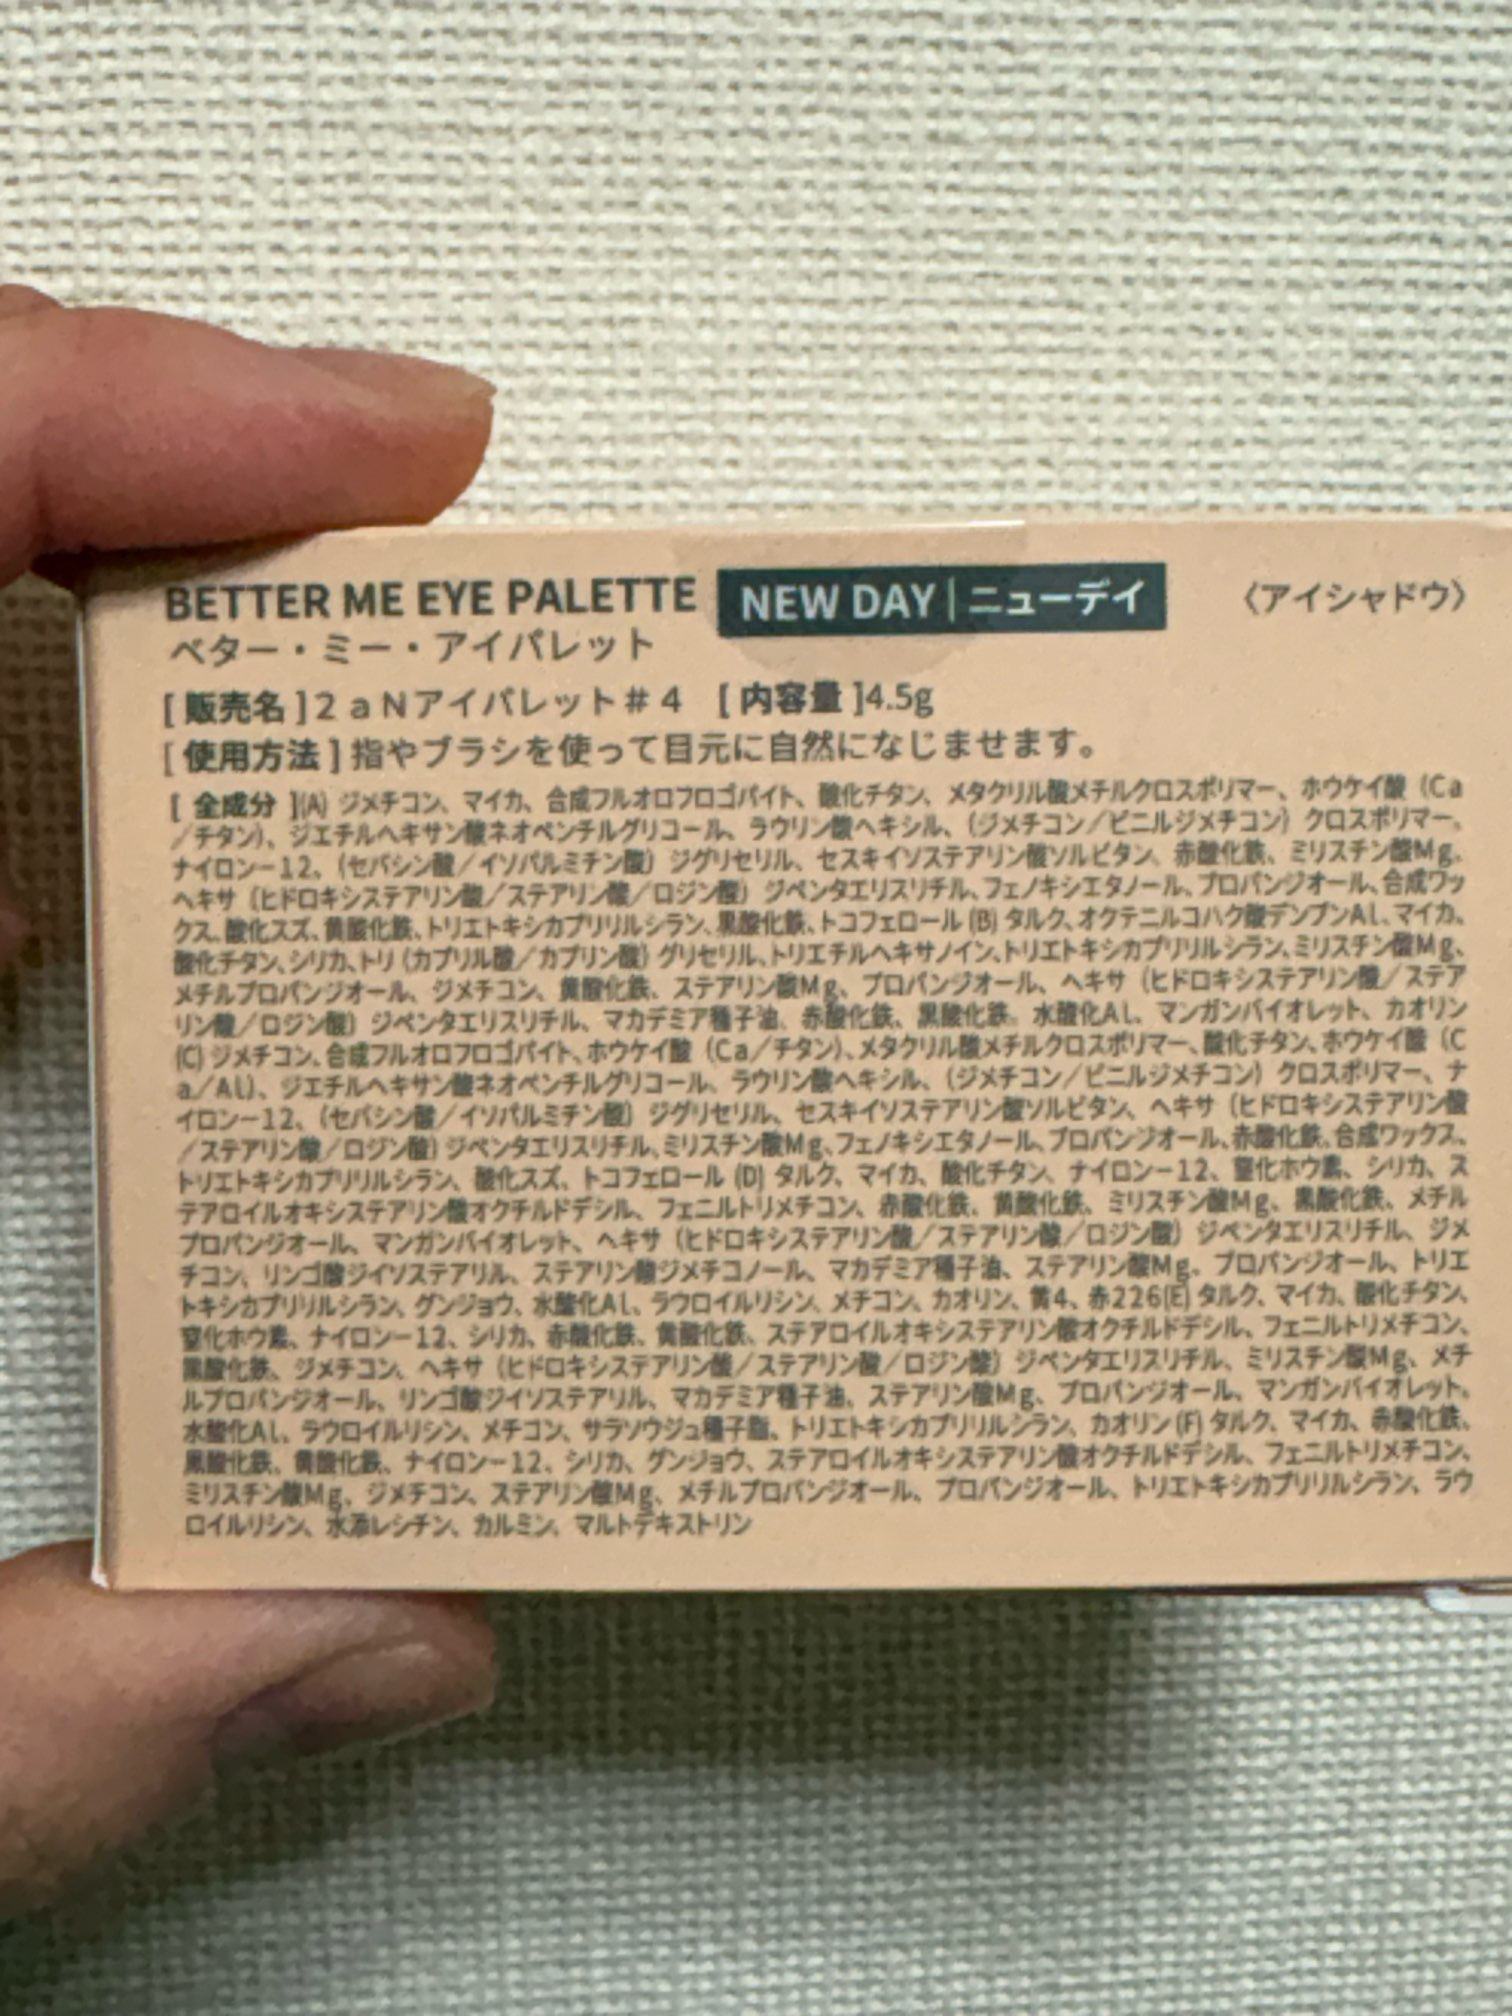 BETTER ME EYE PALETTE NEW DAY|ニューデイ 〈アイシャドウ〉
ベター・ミー・アイパレット
[ 販売名 ]２ａＮアイパレット＃４ [ 内容量 ]4.5g
[ 使用方法 ] 指やブラシを使って目元に自然になじませます。
[ 全成分 ](A) ジメチコン、マイカ、合成フルオロフロゴパイト、酸化チタン、メタクリル酸メチルクロスポリマー、ホウケイ酸（Ca
／チタン）、ジエチルヘキサン酸ネオペンチルグリコール、ラウリン酸ヘキシル、（ジメチコン／ビニルジメチコン）クロスポリマー、
ナイロンー12、（セバシン酸／イソパルミチン酸）ジグリセリル、セスキイソステアリン酸ソルビタン、赤酸化鉄、ミリスチン酸Mg、
ヘキサ（ヒドロキシステアリン酸／ステアリン酸／ロジン酸）ジペンタエリスリチル、フェノキシエタノール、プロパンジオール、合成ワッ
クス、酸化スズ、黄酸化鉄、トリエトキシカプリリルシラン、黒酸化鉄、トコフェロール (B) タルク、オクテニルコハク酸デンプンAl、マイカ、
酸化チタン、シリカ、トリ（カプリル酸／カプリン酸）グリセリル、トリエチルヘキサノイン、トリエトキシカプリリルシラン、ミリスチン酸Mg、
メチルプロパンジオール、ジメチコン、黄酸化鉄、ステアリン酸Mg、プロパンジオール、ヘキサ（ヒドロキシステアリン酸／ステア
リン酸／ロジン酸）ジペンタエリスリチル、マカデミア種子油、赤酸化鉄、黒酸化鉄、水酸化Al、マンガンバイオレット、カオリン
(C) ジメチコン、合成フルオロフロゴパイト、ホウケイ酸（Ca／チタン）、メタクリル酸メチルクロスポリマー、酸化チタン、ホウケイ酸（C
a／Al）、ジエチルヘキサン酸ネオペンチルグリコール、ラウリン酸ヘキシル、（ジメチコン／ビニルジメチコン）クロスポリマー、ナ
イロンー12、（セバシン酸／イソパルミチン酸）ジグリセリル、セスキイソステアリン酸ソルビタン、ヘキサ（ヒドロキシステアリン酸
／ステアリン酸／ロジン酸）ジペンタエリスリチル、ミリスチン酸Mg、フェノキシエタノール、プロパンジオール、赤酸化鉄、合成ワックス、
トリエトキシカプリリルシラン、酸化スズ、トコフェロール (D) タルク、マイカ、酸化チタン、ナイロンー12、窒化ホウ素、シリカ、ス
テアロイルオキシステアリン酸オクチルドデシル、フェニルトリメチコン、赤酸化鉄、黄酸化鉄、ミリスチン酸Mg、黒酸化鉄、メチル
プロパンジオール、マンガンバイオレット、ヘキサ（ヒドロキシステアリン酸／ステアリン酸／ロジン酸）ジペンタエリスリチル、ジメ
チコン、リンゴ酸ジイソステアリル、ステアリン酸ジメチコノール、マカデミア種子油、ステアリン酸Mg、プロパンジオール、トリエ
トキシカプリリルシラン、グンジョウ、水酸化Al、ラウロイルリシン、メチコン、カオリン、黄4、赤226(E) タルク、マイカ、酸化チタン、
窒化ホウ素、ナイロンー12、シリカ、赤酸化鉄、黄酸化鉄、ステアロイルオキシステアリン酸オクチルドデシル、フェニルトリメチコン、
黒酸化鉄、ジメチコン、ヘキサ（ヒドロキシステアリン酸／ステアリン酸／ロジン酸）ジペンタエリスリチル、ミリスチン酸Mg、メチ
ルプロパンジオール、リンゴ酸ジイソステアリル、マカデミア種子油、ステアリン酸Mg、プロパンジオール、マンガンバイオレット、
水酸化Al、ラウロイルリシン、メチコン、サラソウジュ種子脂、トリエトキシカプリリルシラン、カオリン (F) タルク、マイカ、赤酸化鉄、
黒酸化鉄、黄酸化鉄、ナイロンー12、シリカ、グンジョウ、ステアロイルオキシステアリン酸オクチルドデシル、フェニルトリメチコン、
ミリスチン酸Mg、ジメチコン、ステアリン酸Mg、メチルプロパンジオール、プロパンジオール、トリエトキシカプリリルシラン、ラウ
ロイルリシン、水添レシチン、カルミン、マルトデキストリン